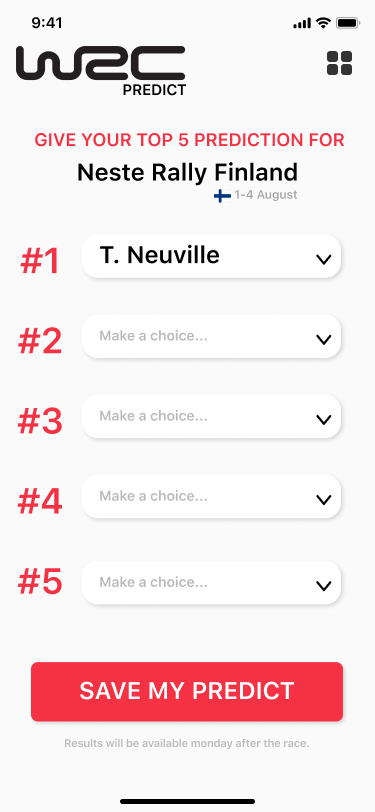 9:41
WRC
PREDICT
GIVE YOUR TOP 5 PREDICTION FOR
Neste Rally Finland
1-4 August
#1 T. Neuville
#2 Make a choice...
#3 Make a choice...
#4 Make a choice...
#5 Make a choice...
SAVE MY PREDICT
Results will be available monday after the race.